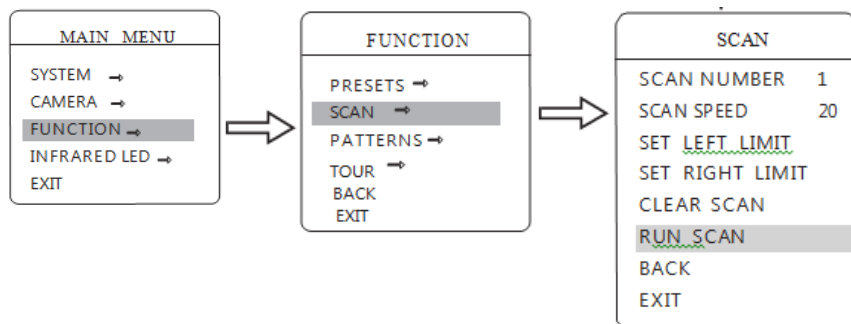 MAIN MENU
SYSTEM →
CAMERA →
FUNCTION →
INFRARED LED →
EXIT
FUNCTION
PRESETS →
SCAN →
PATTERNS →
TOUR →
BACK
EXIT
SCAN
SCAN NUMBER 1
SCAN SPEED 20
SET LEFT LIMIT
SET RIGHT LIMIT
CLEAR SCAN
RUN SCAN
BACK
EXIT